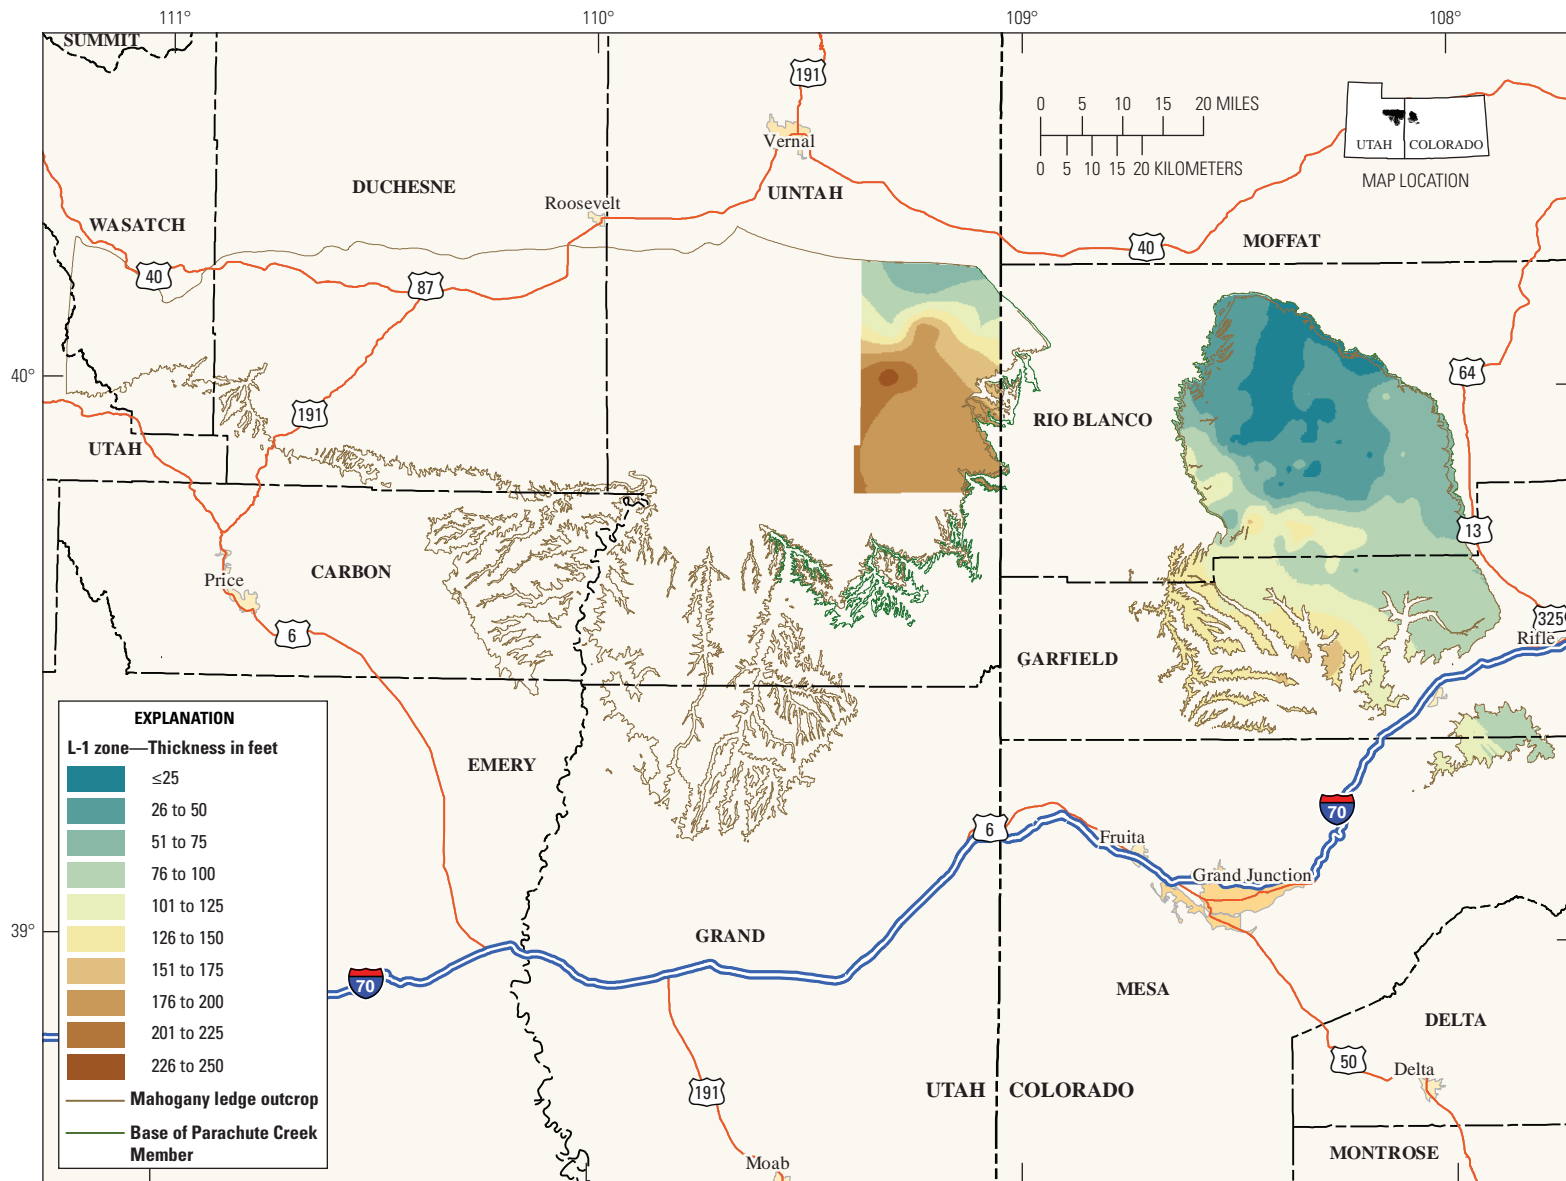 111°
110°
109°
108°
SUMMIT
191
0 5 10 15 20 MILES
0 5 10 15 20 KILOMETERS
UTAH
COLORADO
MAP LOCATION
Vernal
DUCHESNE
UINTAH
Roosevelt
WASATCH
40
87
40
MOFFAT
40°
64
191
RIO BLANCO
UTAH
13
CARBON
Price
6
325
Rifle
GARFIELD
EXPLANATION
L-1 zone—Thickness in feet
≤25
26 to 50
51 to 75
76 to 100
101 to 125
126 to 150
151 to 175
176 to 200
201 to 225
226 to 250
Mahogany ledge outcrop
Base of Parachute Creek
Member
EMERY
70
6
Fruita
Grand Junction
39°
GRAND
70
MESA
DELTA
50
Delta
191
UTAH
COLORADO
MONTROSE
Moab